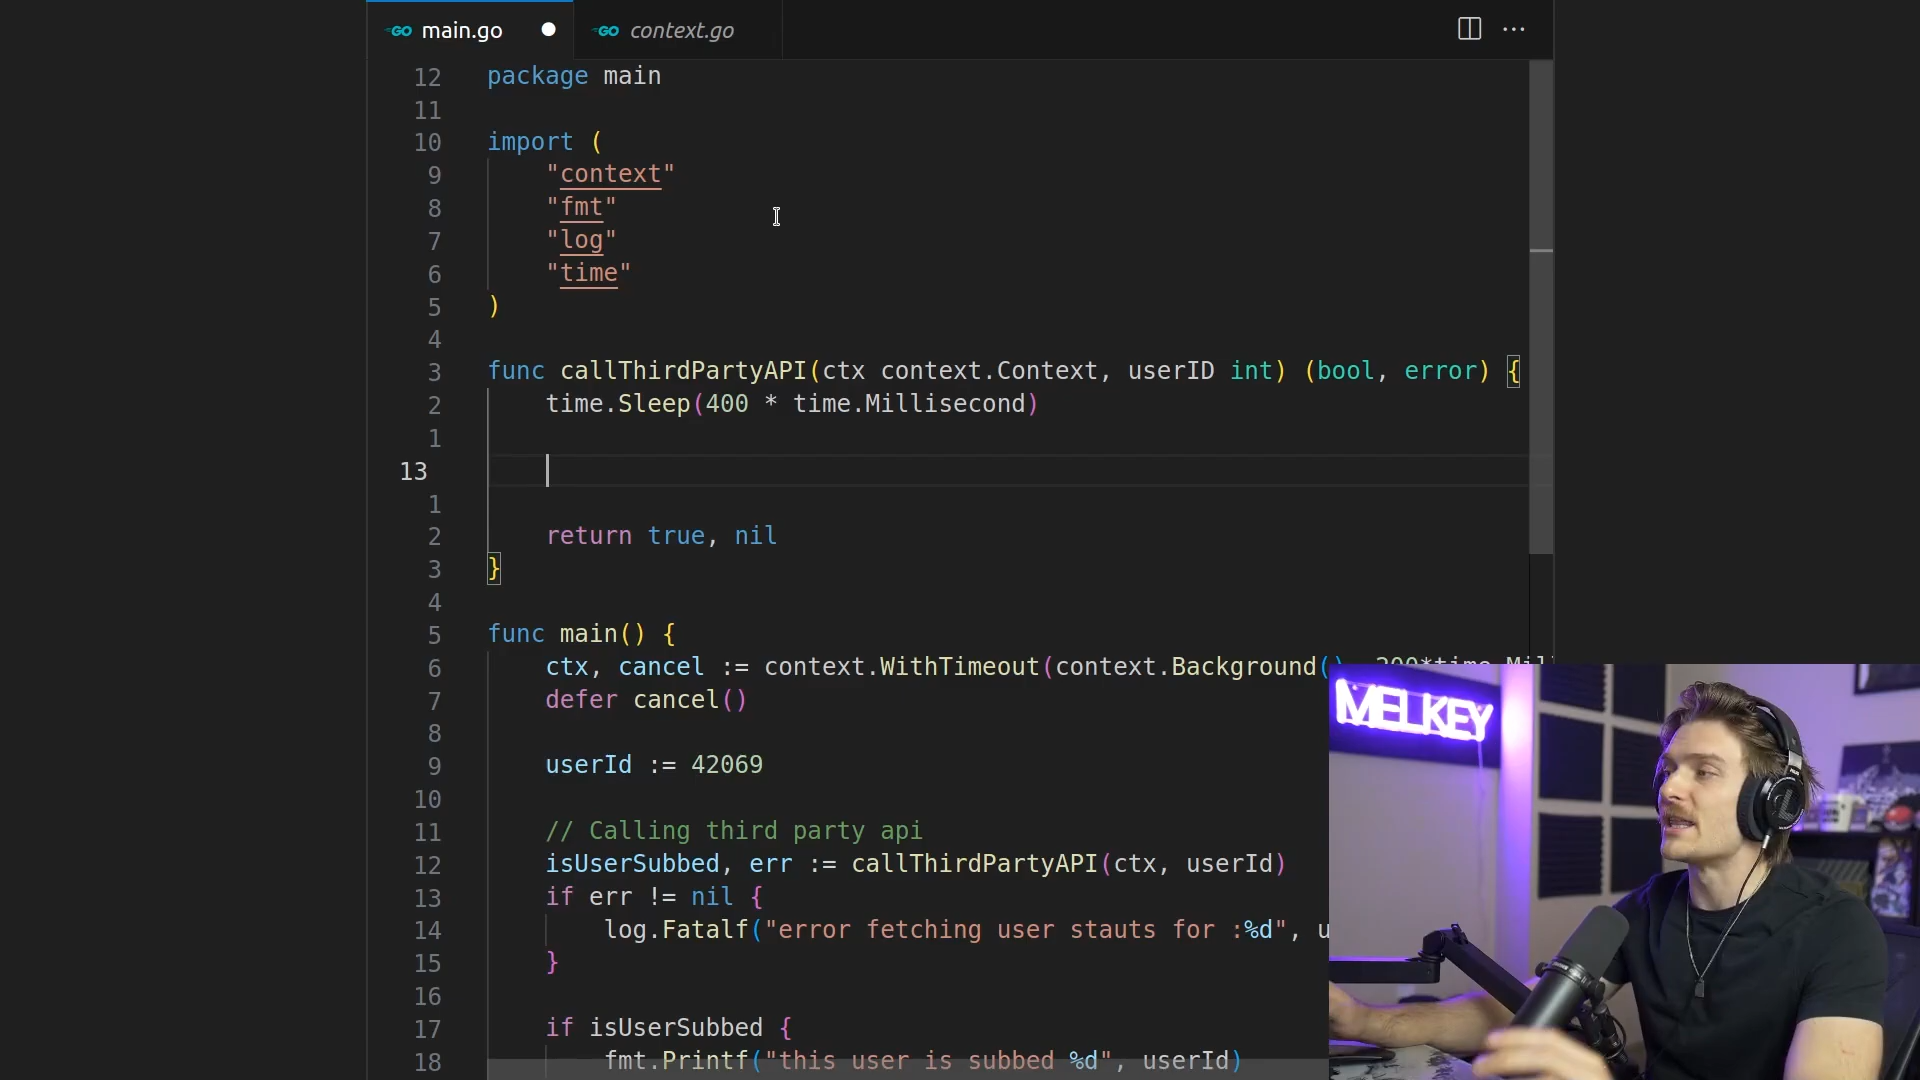 main.go
context.go
12 package main
11
10 import (
9 "context"
8 "fmt"
7 "log"
6 "time"
5 )
4
3 func callThirdPartyAPI(ctx context.Context, userID int) (bool, error) {
2 time.Sleep(400 * time.Millisecond)
1
13
1
2 return true, nil
3 }
4
5 func main() {
6 ctx, cancel := context.WithTimeout(context.Background(),
7 defer cancel()
8
9 userId := 42069
10
11 // Calling third party api
12 isUserSubbed, err := callThirdPartyAPI(ctx, userId)
13 if err != nil {
14 log.Fatalf("error fetching user stauts for :%d", u
15 }
16
17 if isUserSubbed {
18 fmt.Printf("this user is subbed %d", userId)
MELKEY